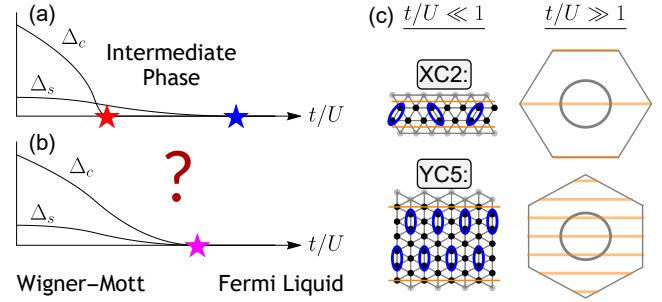 (a)
Δc
Δs
Intermediate
Phase
t/U
(b)
Δc
Δs
?
t/U
Wigner–Mott
Fermi Liquid
(c)
t/U ≪ 1
t/U ≫ 1
XC2:
YC5: